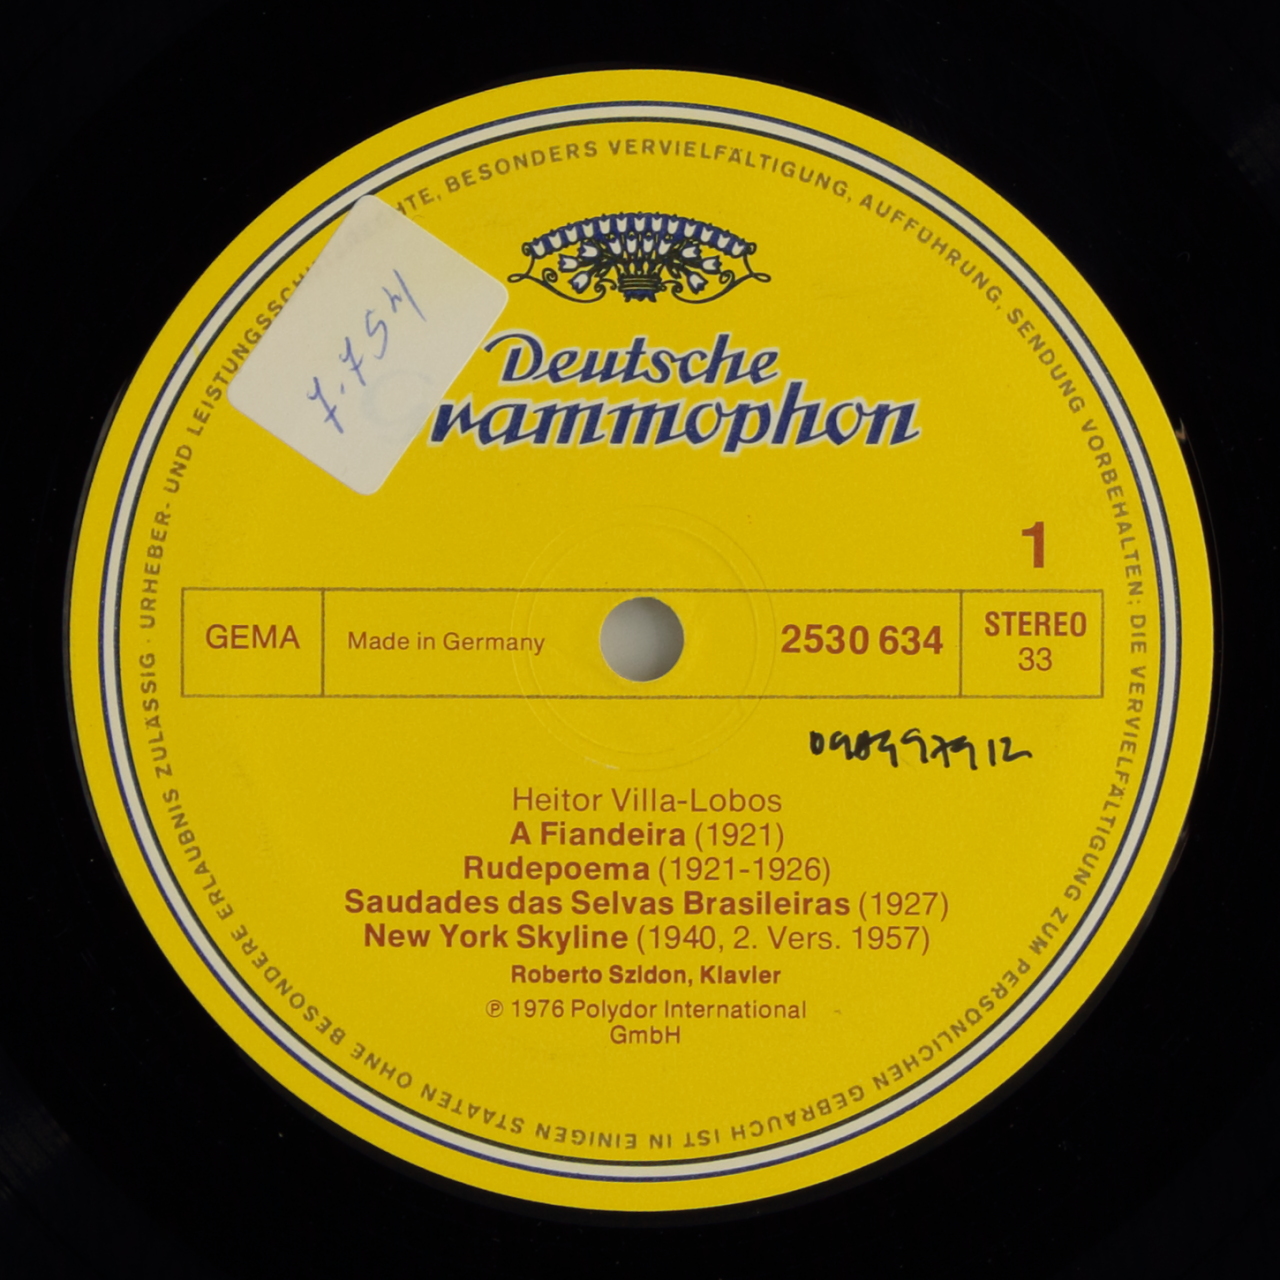 URHEBER- UND LEISTUNGSSCH
HTE, BESONDERS VERVIELFÄLTIGUNG, AUFFÜHRUNG, SENDUNG VORBEHALTEN; DIE VERVIELFÄLTIGUNG ZUM PERSÖNLICHEN GEBRAUCH IST IN EINIGEN STAATEN OHNE BESONDERE ERLAUBNIS ZULÄSSIG ·
7.754
Deutsche
Grammophon
1
GEMA
Made in Germany
2530 634
STEREO
33
Heitor Villa-Lobos
A Fiandeira (1921)
Rudepoema (1921-1926)
Saudades das Selvas Brasileiras (1927)
New York Skyline (1940, 2. Vers. 1957)
Roberto Szidon, Klavier
℗ 1976 Polydor International
GmbH